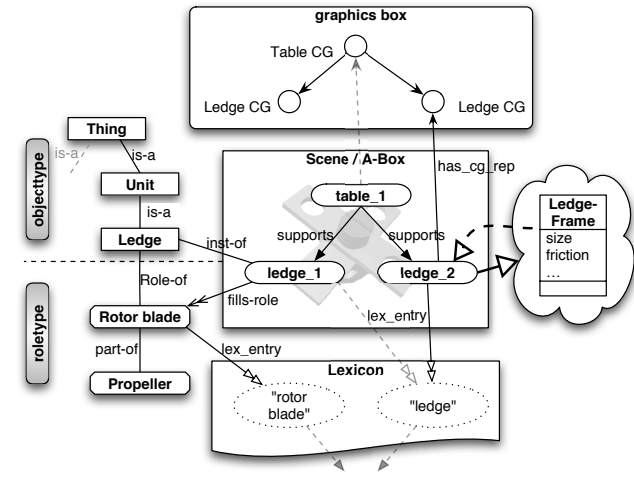 graphics box
Table CG
Ledge CG
Ledge CG
Thing
is-a
is-a
Unit
is-a
Ledge
inst-of
objecttype
Scene / A-Box
has_cg_rep
table_1
supports
supports
ledge_1
ledge_2
Ledge-
Frame
size
friction
...
Role-of
fills-role
lex_entry
Rotor blade
roletype
part-of
lex_entry
Propeller
Lexicon
"rotor
blade"
"ledge"